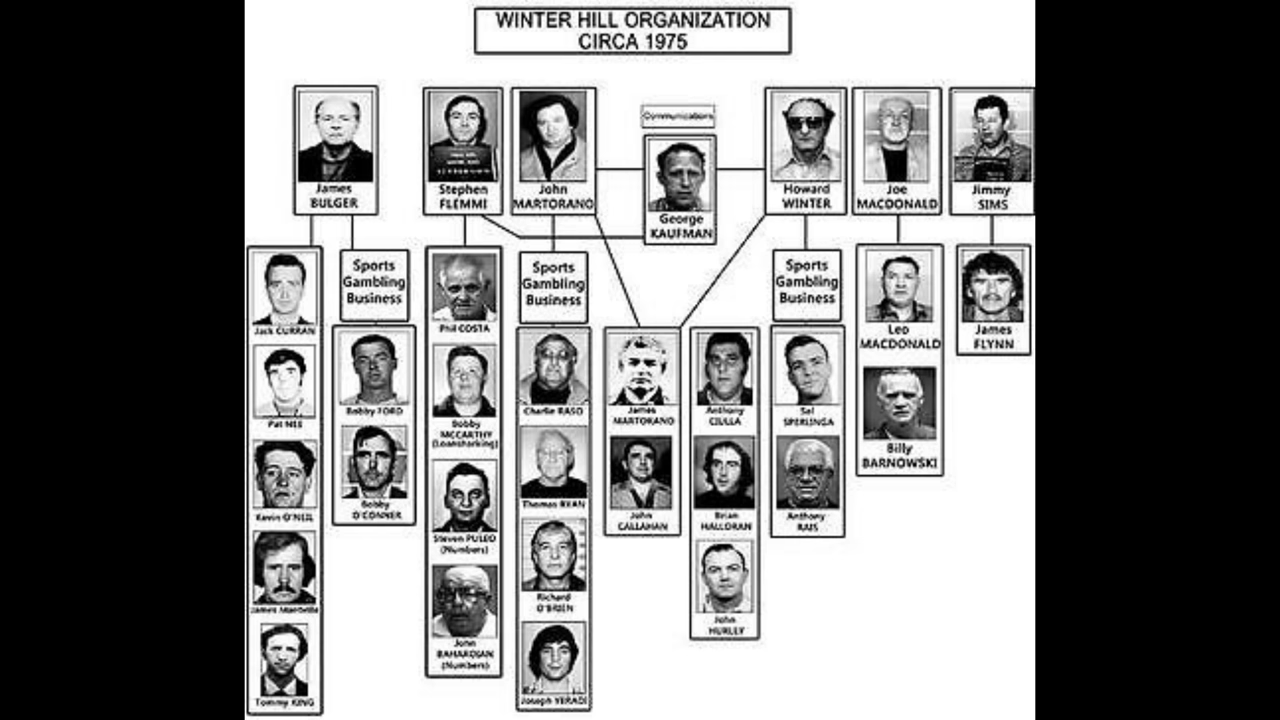 WINTER HILL ORGANIZATION
CIRCA 1975
Communications
James
BULGER
Stephen
FLEMMI
John
MARTORANO
George
KAUFMAN
Howard
WINTER
Joe
MACDONALD
Jimmy
SIMS
Jack CURRAN
Pat NEE
Kevin O'NEIL
James
Tommy KING
Sports
Gambling
Business
Bobby FORD
Bobby
O'CONNER
Phil COSTA
Bobby
MCCARTHY
(Loansharking)
Steven PULEO
(Numbers)
John
BAHAROIAN
(Numbers)
Sports
Gambling
Business
Charlie RASO
Thomas RYAN
Richard
O'BRIEN
Joseph YERADI
James
MARTORANO
John
CALLAHAN
Anthony
CIULLA
Brian
HALLORAN
John
HURLEY
Sports
Gambling
Business
Sal
SPERLINGA
Anthony
RAIS
Leo
MACDONALD
Billy
BARNOWSKI
James
FLYNN